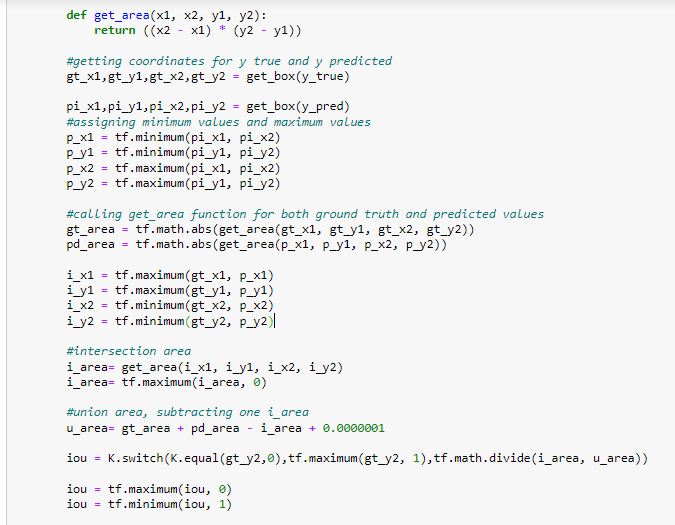 def get_area(x1, x2, y1, y2):
    return ((x2 - x1) * (y2 - y1))
#getting coordinates for y true and y predicted
gt_x1,gt_y1,gt_x2,gt_y2 = get_box(y_true)
pi_x1,pi_y1,pi_x2,pi_y2 = get_box(y_pred)
#assigning minimum values and maximum values
p_x1 = tf.minimum(pi_x1, pi_x2)
p_y1 = tf.minimum(pi_y1, pi_y2)
p_x2 = tf.maximum(pi_x1, pi_x2)
p_y2 = tf.maximum(pi_y1, pi_y2)
#calling get_area function for both ground truth and predicted values
gt_area = tf.math.abs(get_area(gt_x1, gt_y1, gt_x2, gt_y2))
pd_area = tf.math.abs(get_area(p_x1, p_y1, p_x2, p_y2))
i_x1 = tf.maximum(gt_x1, p_x1)
i_y1 = tf.maximum(gt_y1, p_y1)
i_x2 = tf.minimum(gt_x2, p_x2)
i_y2 = tf.minimum(gt_y2, p_y2)
#intersection area
i_area= get_area(i_x1, i_y1, i_x2, i_y2)
i_area= tf.maximum(i_area, 0)
#union area, subtracting one i_area
u_area= gt_area + pd_area - i_area + 0.0000001
iou = K.switch(K.equal(gt_y2,0),tf.maximum(gt_y2, 1),tf.math.divide(i_area, u_area))
iou = tf.maximum(iou, 0)
iou = tf.minimum(iou, 1)